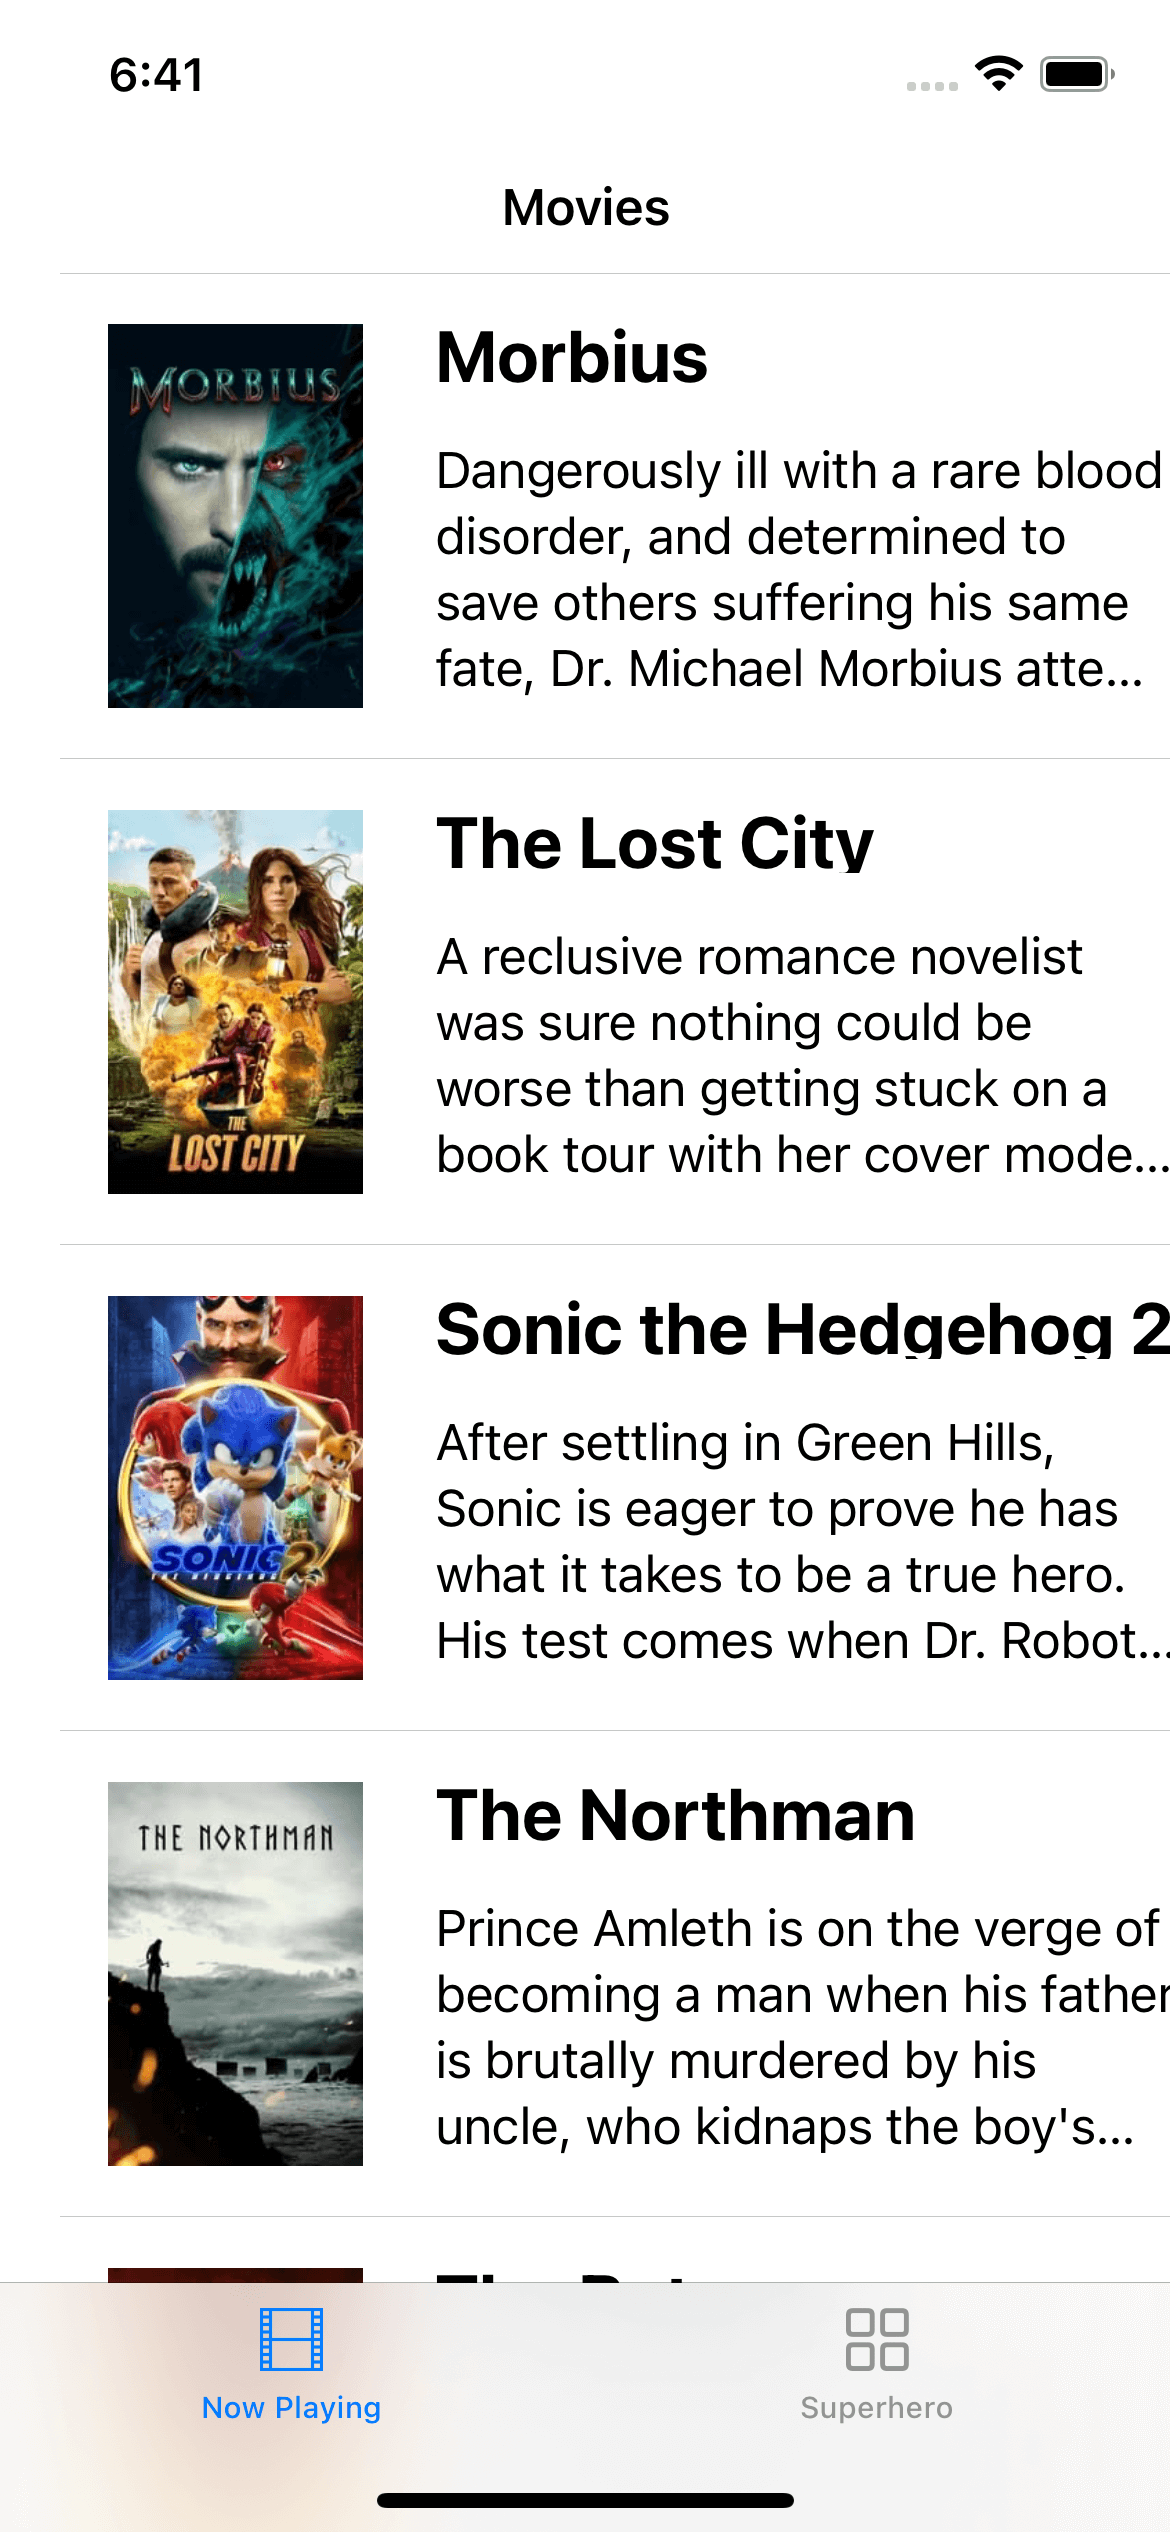 6:41
Movies
MORBIUS
Morbius
Dangerously ill with a rare blood
disorder, and determined to
save others suffering his same
fate, Dr. Michael Morbius atte...
THE
LOST CITY
The Lost City
A reclusive romance novelist
was sure nothing could be
worse than getting stuck on a
book tour with her cover mode...
SONIC 2
THE HEDGEHOG
Sonic the Hedgehog 2
After settling in Green Hills,
Sonic is eager to prove he has
what it takes to be a true hero.
His test comes when Dr. Robot...
THE NORTHMAN
The Northman
Prince Amleth is on the verge of
becoming a man when his father
is brutally murdered by his
uncle, who kidnaps the boy's...
Now Playing
Superhero